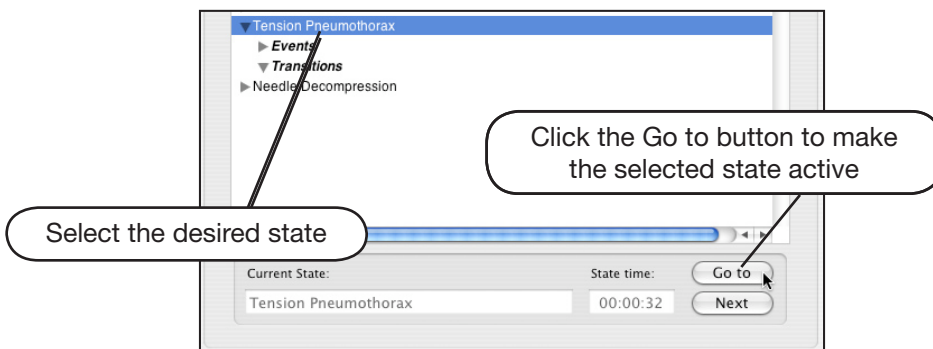 Tension Pneumothorax
Events
Transitions
Needle Decompression
Click the Go to button to make
the selected state active
Select the desired state
Current State:
State time:
Go to
Tension Pneumothorax
00:00:32
Next